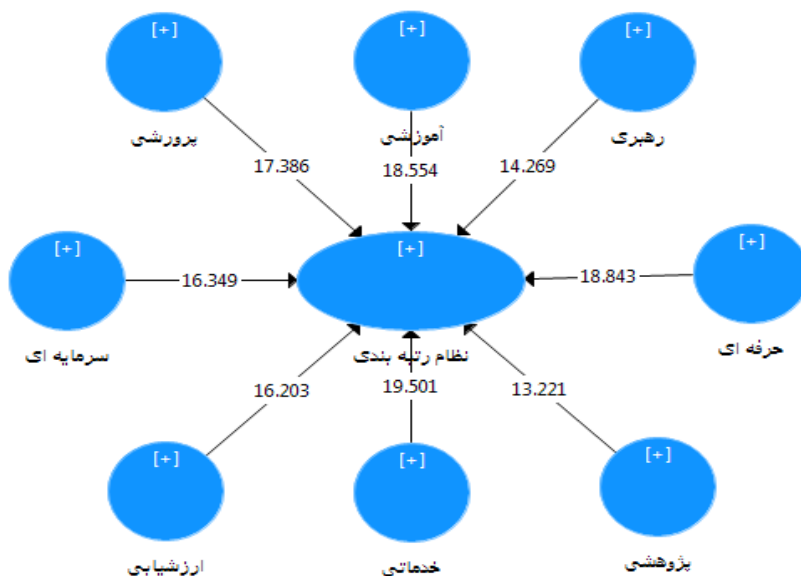 [+]
[+]
[+]
رهبری
آموزشی
پرورشی
14.269
18.554
17.386
[+]
[+]
[+]
18.843
16.349
حرفه ای
نظام رتبه بندی
سرمایه ای
13.221
19.501
16.203
[+]
[+]
[+]
پژوهشی
خدماتی
ارزشیابی